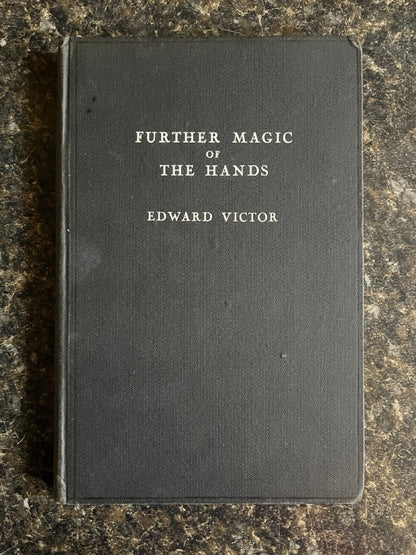 FURTHER MAGIC
OF
THE HANDS
EDWARD VICTOR